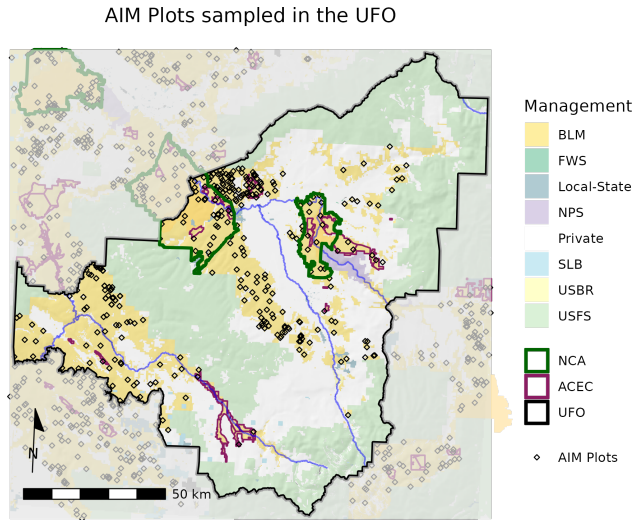 AIM Plots sampled in the UFO
Management
BLM
FWS
Local-State
NPS
Private
SLB
USBR
USFS
NCA
ACEC
UFO
AIM Plots
N
50 km